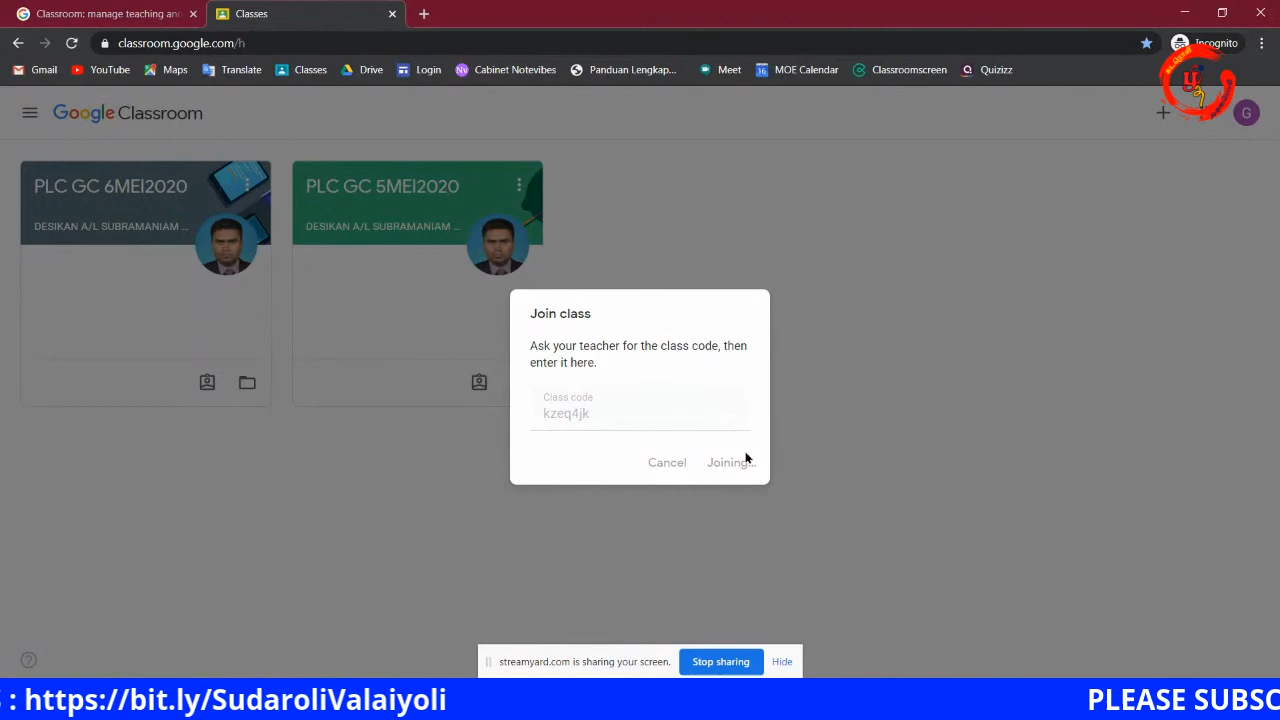 Classroom: manage teaching and
Classes
classroom.google.com/h
Incognito
Gmail
YouTube
Maps
Translate
Classes
Drive
Login
Cabinet Notevibes
Panduan Lengkap...
Meet
MOE Calendar
Classroomscreen
Quizizz
Google Classroom
G
PLC GC 6MEI2020
DESIKAN A/L SUBRAMANIAM ...
PLC GC 5MEI2020
DESIKAN A/L SUBRAMANIAM ...
Join class
Ask your teacher for the class code, then
enter it here.
Class code
kzeq4jk
Cancel
Joining...
streamyard.com is sharing your screen.
Stop sharing
Hide
: https://bit.ly/SudaroliValaiyoli
PLEASE SUBSC